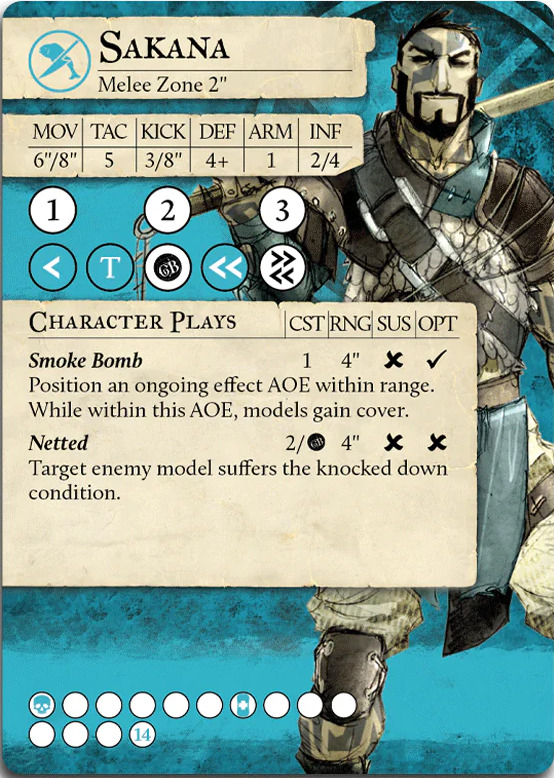 SAKANA
Melee Zone 2"
MOV TAC KICK DEF ARM INF
6"/8" 5 3/8" 4+ 1 2/4
1 2 3
< T GB << >><<
CHARACTER PLAYS CST RNG SUS OPT
Smoke Bomb 1 4" ✘ ✓
Position an ongoing effect AOE within range.
While within this AOE, models gain cover.
Netted 2/GB 4" ✘ ✘
Target enemy model suffers the knocked down
condition.
14